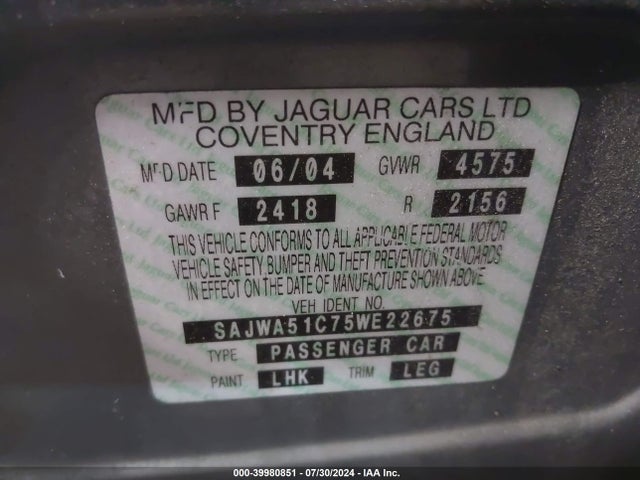 MFD BY JAGUAR CARS LTD
COVENTRY ENGLAND
MFD DATE 06/04 GVWR 4575
GAWR F 2418 R 2156
THIS VEHICLE CONFORMS TO ALL APPLICABLE FEDERAL MOTOR
VEHICLE SAFETY BUMPER AND THEFT PREVENTION STANDARDS
IN EFFECT ON THE DATE OF MANUFACTURE SHOWN ABOVE
VEH IDENT NO.
SAJWA51C75WE22675
TYPE PASSENGER CAR
PAINT LHK TRIM LEG
000-39980851 - 07/30/2024 - IAA Inc.